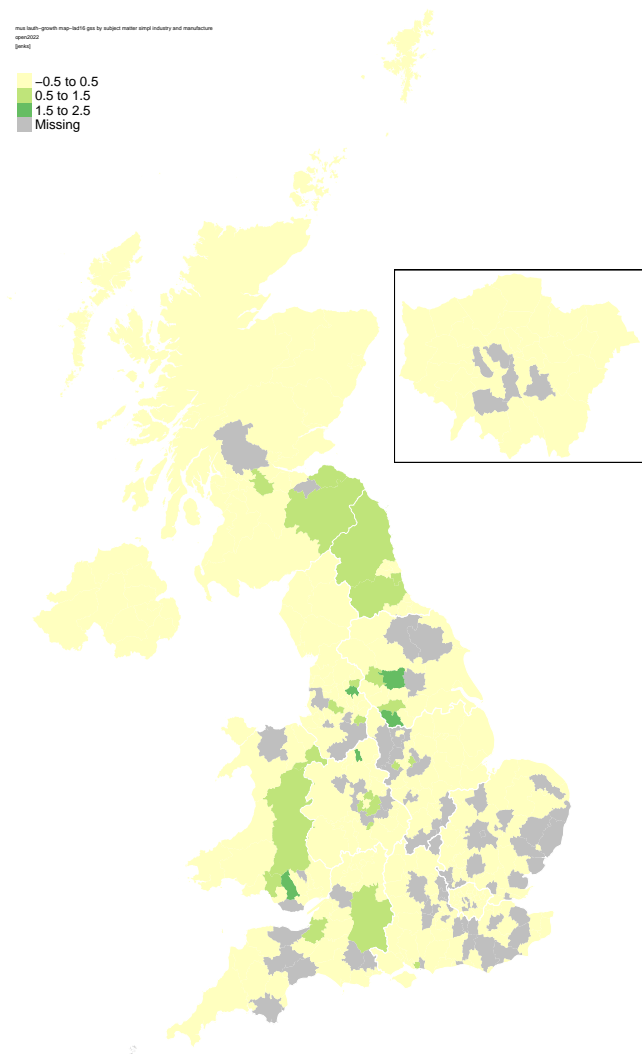 mus lauth−growth map−lad16 gss by subject matter simpl industry and manufacture
open2022
[jenks]
−0.5 to 0.5
0.5 to 1.5
1.5 to 2.5
Missing